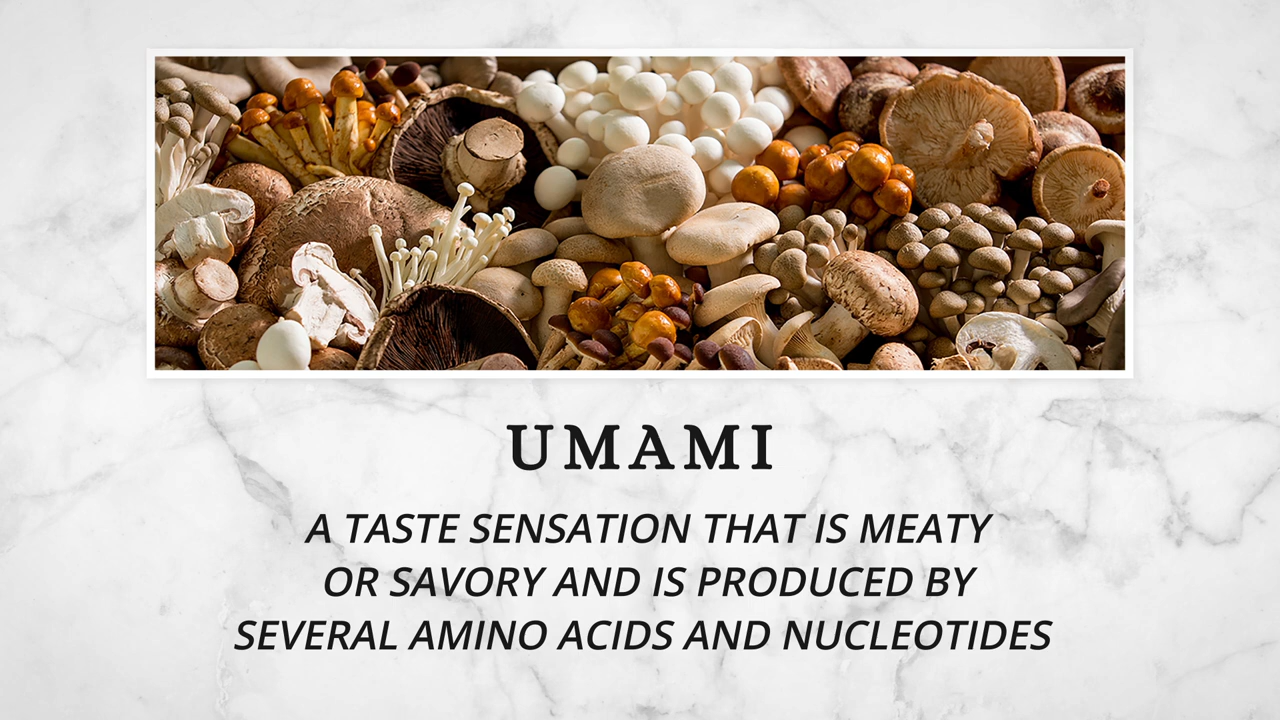 UMAMI
A TASTE SENSATION THAT IS MEATY
OR SAVORY AND IS PRODUCED BY
SEVERAL AMINO ACIDS AND NUCLEOTIDES